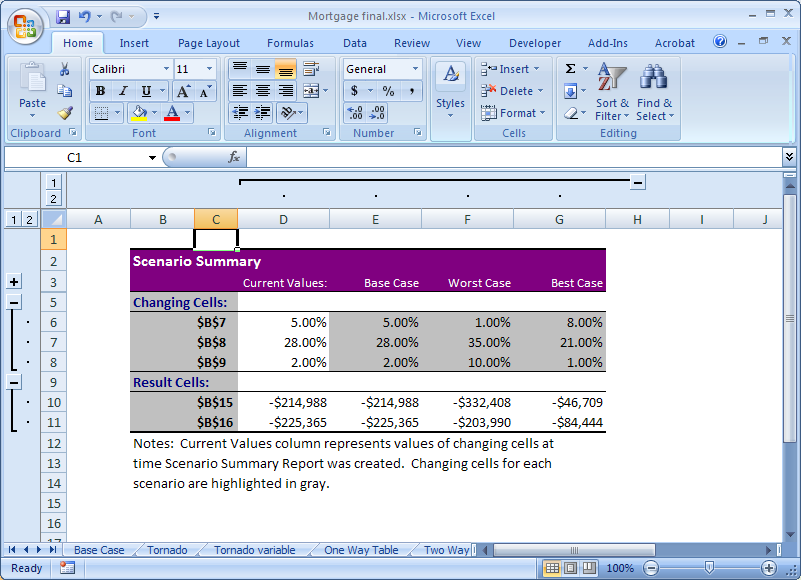 Mortgage final.xlsx - Microsoft Excel
Home Insert Page Layout Formulas Data Review View Developer Add-Ins Acrobat
Calibri 11 General Insert Σ
Paste B I U A A $ % , Styles Delete Sort & Filter Find & Select
A .00 .0 Format
Clipboard Font Alignment Number Cells Editing
C1 fx
1
2
1 2 A B C D E F G H I J
1
2 Scenario Summary
3 Current Values: Base Case Worst Case Best Case
5 Changing Cells:
6 $B$7 5.00% 5.00% 1.00% 8.00%
7 $B$8 28.00% 28.00% 35.00% 21.00%
8 $B$9 2.00% 2.00% 10.00% 1.00%
9 Result Cells:
10 $B$15 -$214,988 -$214,988 -$332,408 -$46,709
11 $B$16 -$225,365 -$225,365 -$203,990 -$84,444
12 Notes: Current Values column represents values of changing cells at
13 time Scenario Summary Report was created. Changing cells for each
14 scenario are highlighted in gray.
15
16
17
Base Case Tornado Tornado variable One Way Table Two Way
Ready 100%